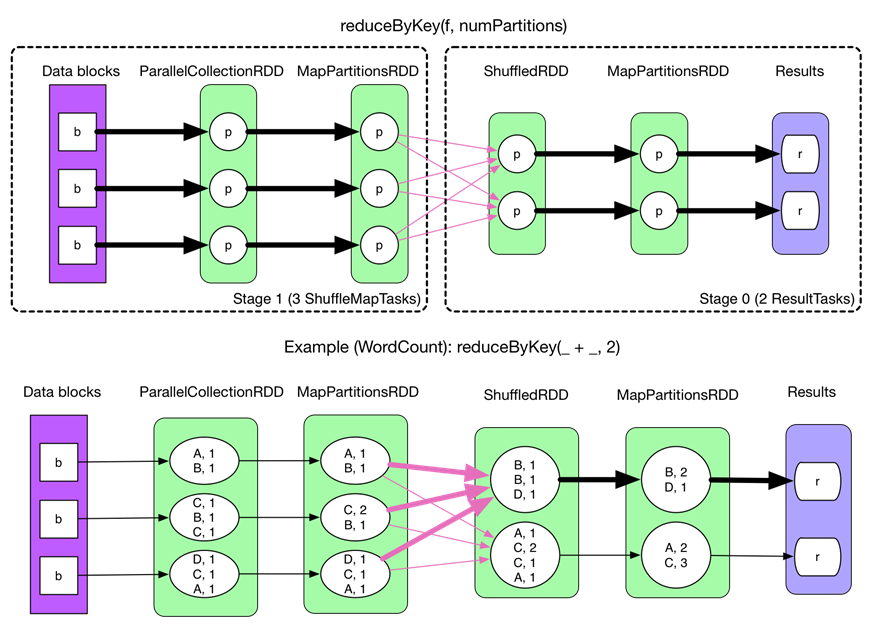 reduceByKey(f, numPartitions)
Data blocks
ParallelCollectionRDD
MapPartitionsRDD
ShuffledRDD
MapPartitionsRDD
Results
b
p
p
p
p
r
b
p
p
p
p
r
b
p
p
Stage 1 (3 ShuffleMapTasks)
Stage 0 (2 ResultTasks)
Example (WordCount): reduceByKey(_ + _, 2)
Data blocks
ParallelCollectionRDD
MapPartitionsRDD
ShuffledRDD
MapPartitionsRDD
Results
b
A, 1
B, 1
A, 1
B, 1
B, 1
B, 1
D, 1
B, 2
D, 1
r
b
C, 1
B, 1
C, 1
C, 2
B, 1
A, 1
C, 2
C, 1
A, 1
A, 2
C, 3
r
b
D, 1
C, 1
A, 1
D, 1
C, 1
A, 1